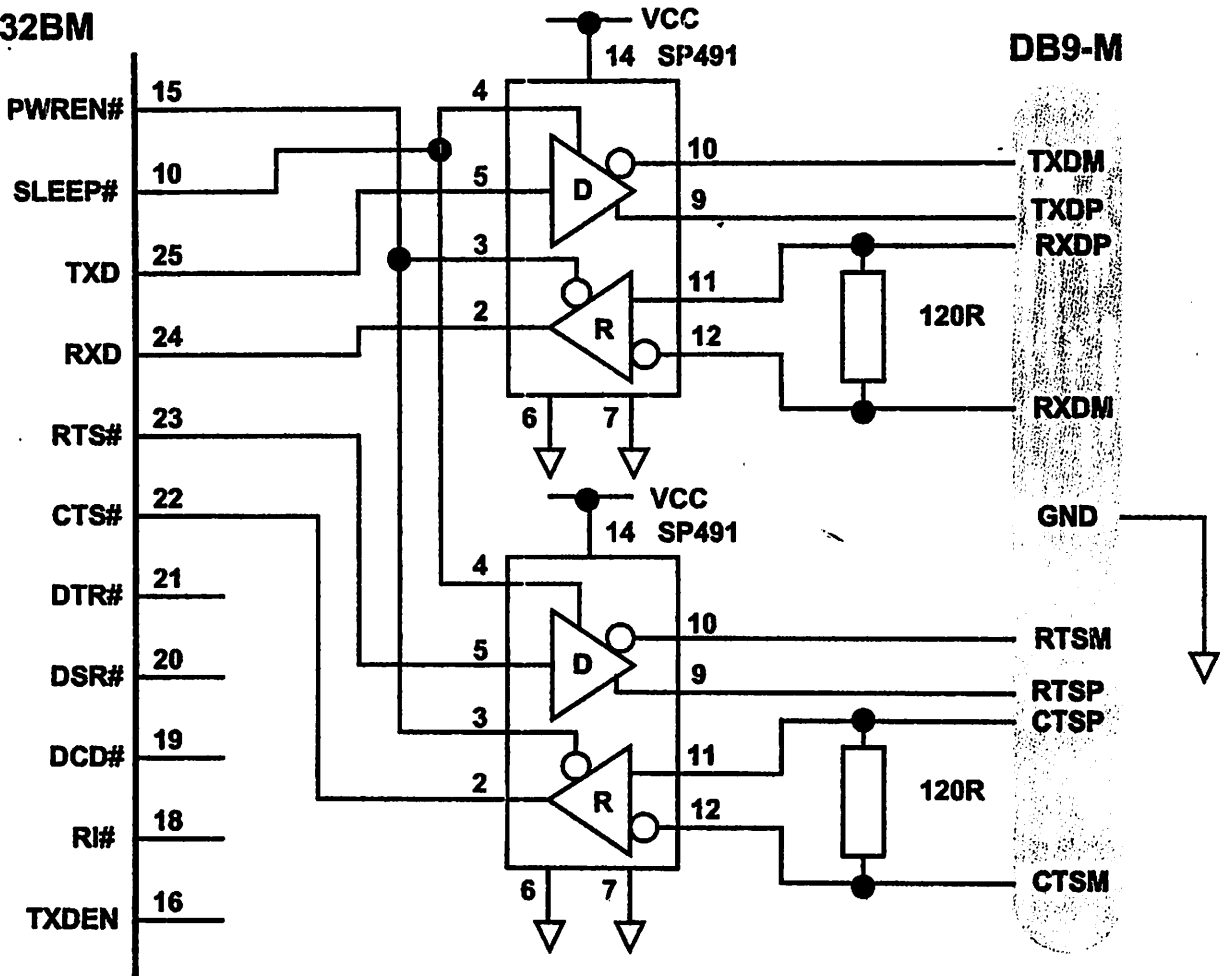 32BM
PWREN# 15
SLEEP# 10
TXD 25
RXD 24
RTS# 23
CTS# 22
DTR# 21
DSR# 20
DCD# 19
RI# 18
TXDEN 16
VCC
14 SP491
4
5
3
2
D
R
10
9
11
12
6 7
120R
VCC
14 SP491
4
5
3
2
D
R
10
9
11
12
6 7
120R
DB9-M
TXDM
TXDP
RXDP
RXDM
GND
RTSM
RTSP
CTSP
CTSM